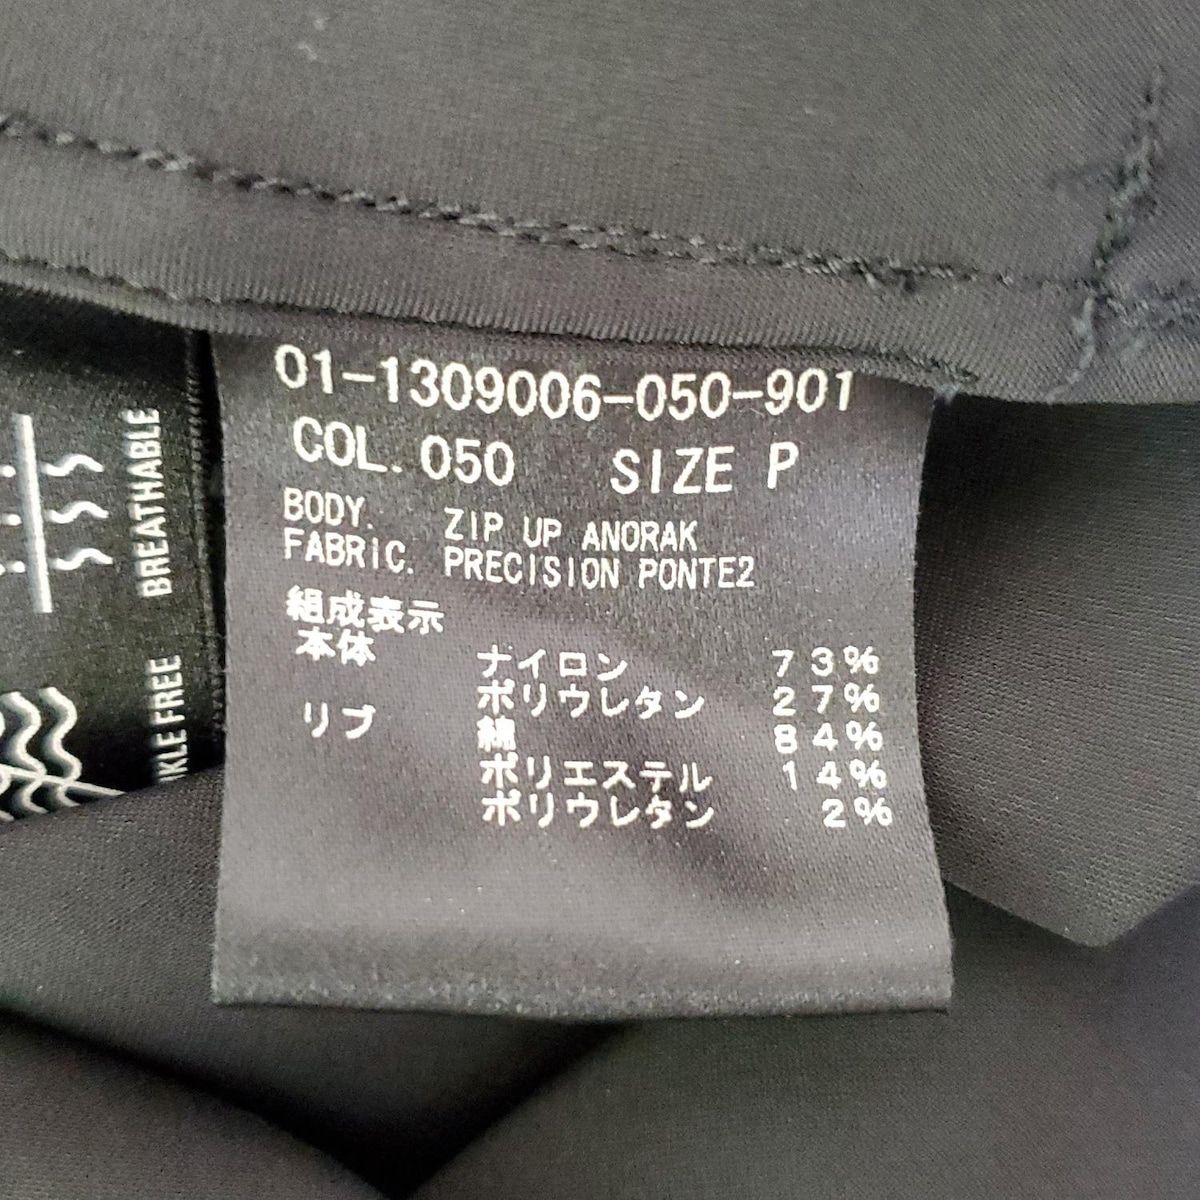 01-1309006-050-901
COL. 050 SIZE P
BODY. ZIP UP ANORAK
FABRIC. PRECISION PONTE2
組成表示
本体 ナイロン 73%
ポリウレタン 27%
リブ 綿 84%
ポリエステル 14%
ポリウレタン 2%
BREATHABLE
FREE